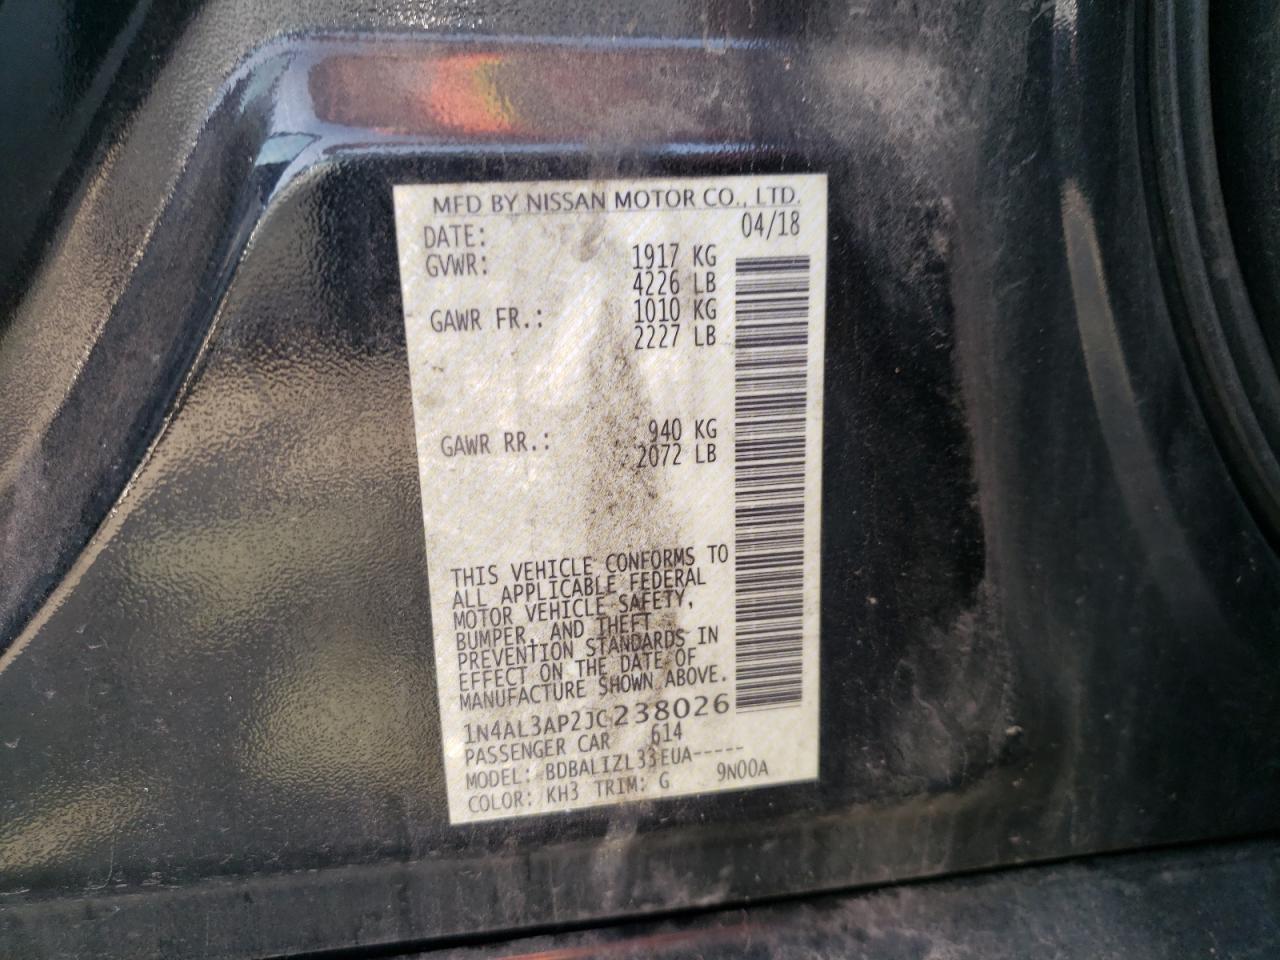 MFD BY NISSAN MOTOR CO., LTD.
DATE: 04/18
GVWR: 1917 KG
4226 LB
GAWR FR.: 1010 KG
2227 LB
GAWR RR.: 940 KG
2072 LB
THIS VEHICLE CONFORMS TO
ALL APPLICABLE FEDERAL
MOTOR VEHICLE SAFETY,
BUMPER, AND THEFT
PREVENTION STANDARDS IN
EFFECT ON THE DATE OF
MANUFACTURE SHOWN ABOVE.
1N4AL3AP2JC238026
PASSENGER CAR 614
MODEL: BDBALIZL33EUA-----
COLOR: KH3 TRIM: G 9N00A